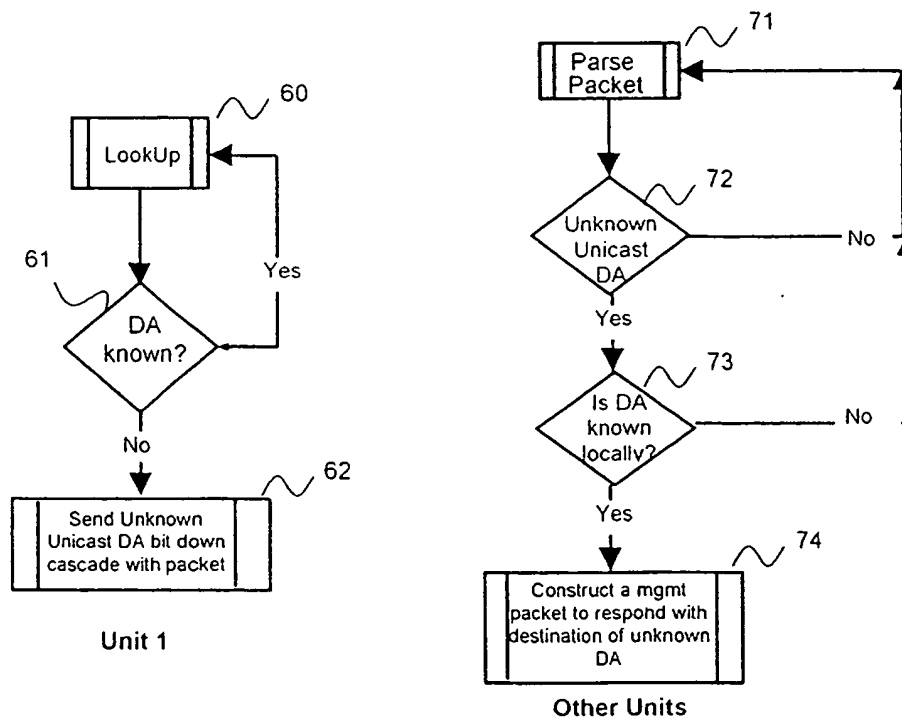 60
LookUp
61
Yes
DA
known?
No
62
Send Unknown
Unicast DA bit down
cascade with packet
Unit 1
71
Parse
Packet
72
Unknown
Unicast
DA
No
Yes
73
Is DA
known
locally?
No
Yes
74
Construct a mgmt
packet to respond with
destination of unknown
DA
Other Units